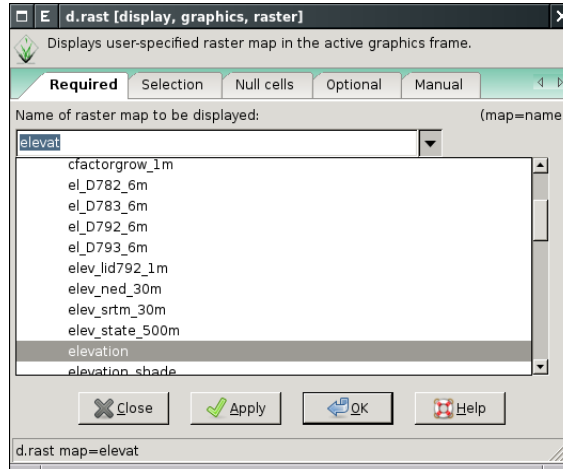 E d.rast [display, graphics, raster]
Displays user-specified raster map in the active graphics frame.
Required Selection Null cells Optional Manual
Name of raster map to be displayed: (map=name
elevat
cfactorgrow_1m
el_D782_6m
el_D783_6m
el_D792_6m
el_D793_6m
elev_lid792_1m
elev_ned_30m
elev_srtm_30m
elev_state_500m
elevation
elevation_shade
Close Apply OK Help
d.rast map=elevat